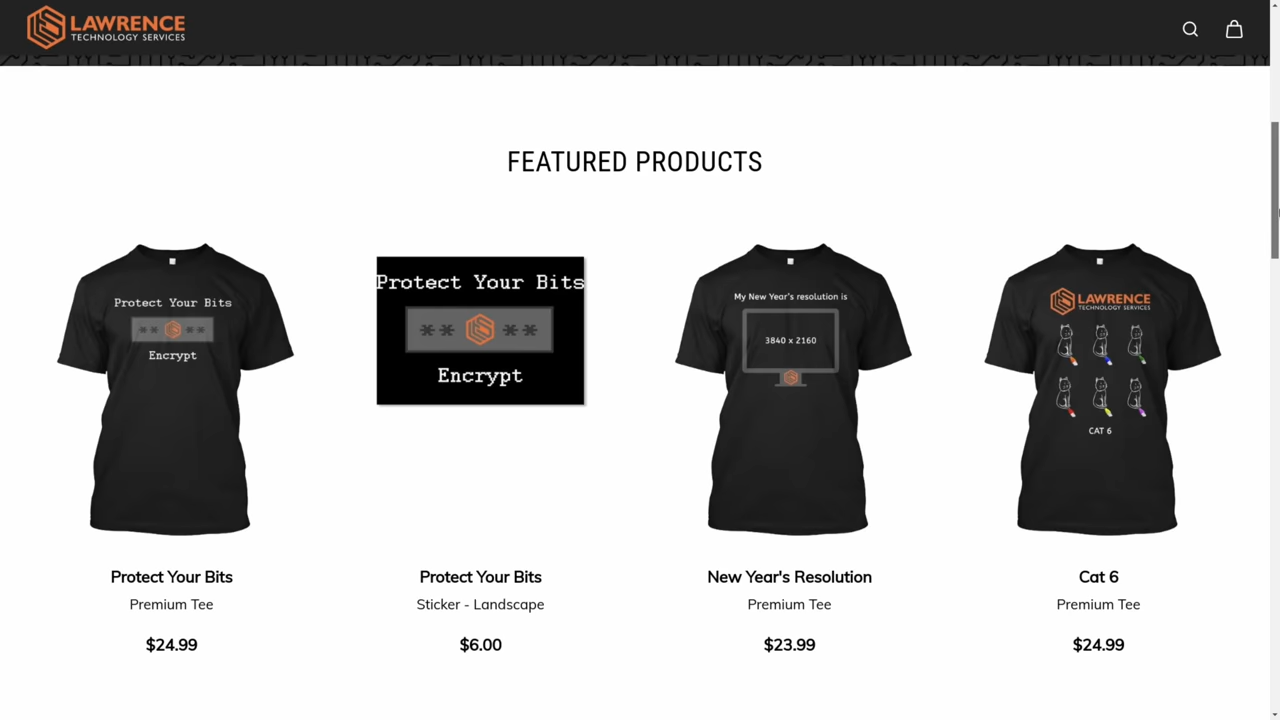 LAWRENCE
TECHNOLOGY SERVICES
FEATURED PRODUCTS
Protect Your Bits
** **
Encrypt
Protect Your Bits
** **
Encrypt
My New Year's resolution is
3840 x 2160
LAWRENCE
TECHNOLOGY SERVICES
CAT 6
Protect Your Bits
Premium Tee
$24.99
Protect Your Bits
Sticker - Landscape
$6.00
New Year's Resolution
Premium Tee
$23.99
Cat 6
Premium Tee
$24.99